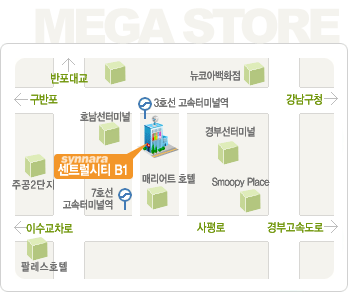 MEGA STORE
반포대교
뉴코아백화점
구반포
3호선 고속터미널역
강남구청
호남선터미널
경부선터미널
synnara
센트럴시티 B1
주공2단지
매리어트 호텔
Smoopy Place
7호선
고속터미널역
이수교차로
사평로
경부고속도로
팔레스호텔